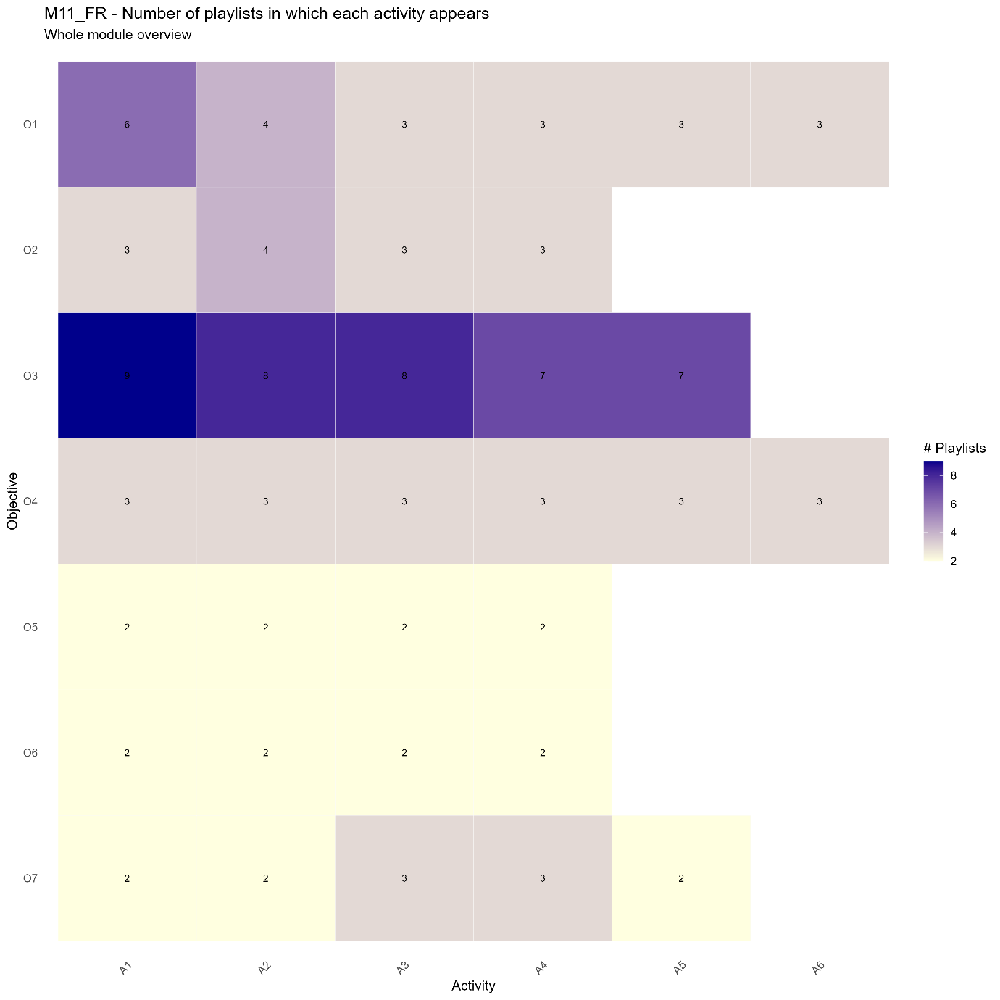 M11_FR - Number of playlists in which each activity appears
Whole module overview
O1 6 4 3 3 3 3
O2 3 4 3 3
O3 9 8 8 7 7
# Playlists
8
6
4
2
Objective
O4 3 3 3 3 3 3
O5 2 2 2 2
O6 2 2 2 2
O7 2 2 3 3 2
A1 A2 A3 A4 A5 A6
Activity